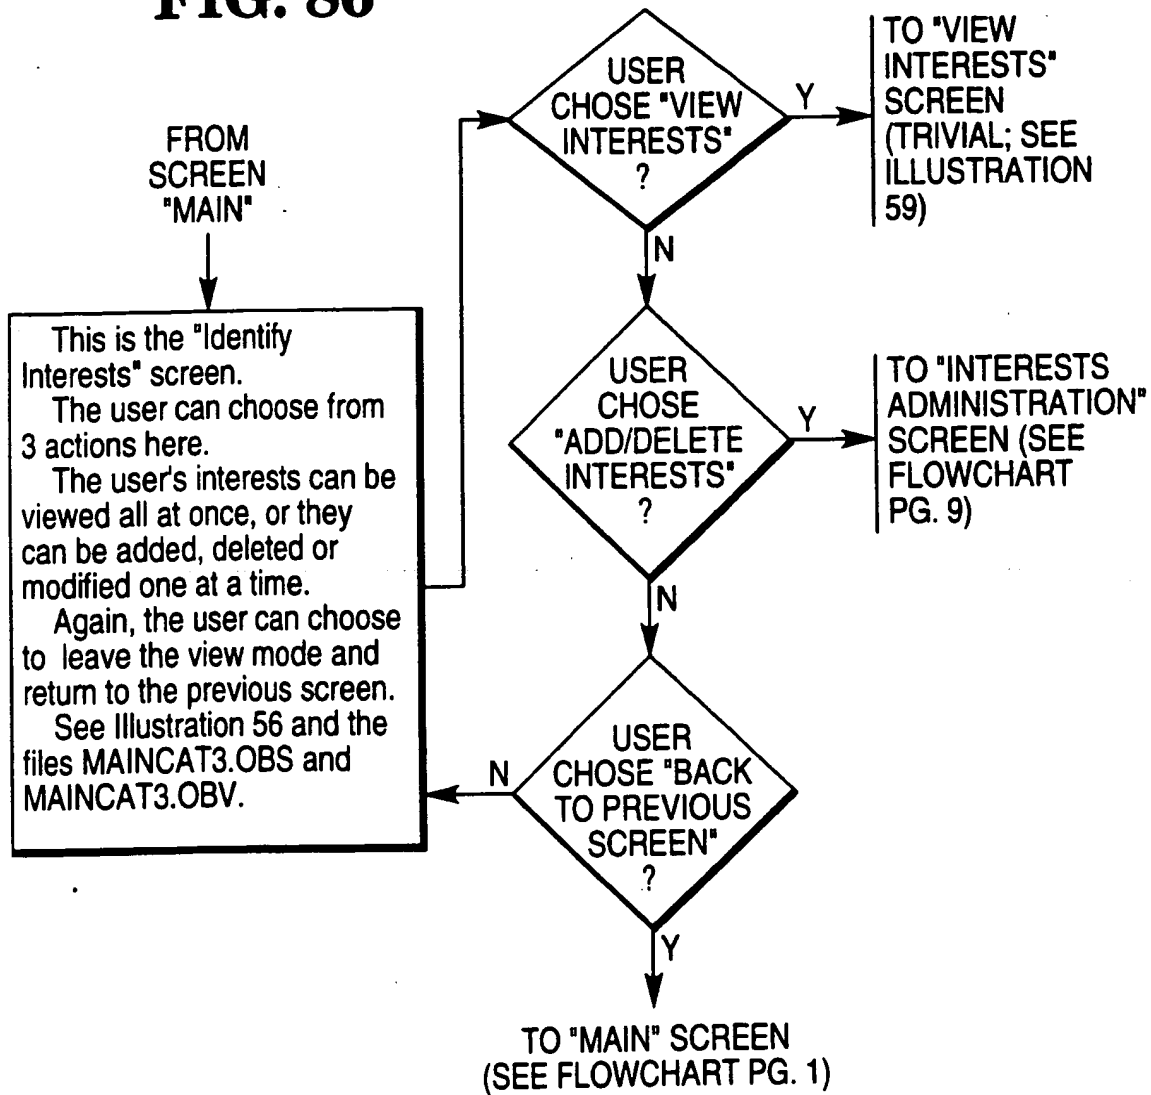 FIG. 86
FROM
SCREEN
"MAIN"
This is the "Identify
Interests" screen.
The user can choose from
3 actions here.
The user's interests can be
viewed all at once, or they
can be added, deleted or
modified one at a time.
Again, the user can choose
to leave the view mode and
return to the previous screen.
See Illustration 56 and the
files MAINCAT3.OBS and
MAINCAT3.OBV.
USER
CHOSE "VIEW
INTERESTS"
?
Y
TO "VIEW
INTERESTS"
SCREEN
(TRIVIAL; SEE
ILLUSTRATION
59)
N
USER
CHOSE
"ADD/DELETE
INTERESTS"
?
Y
TO "INTERESTS
ADMINISTRATION"
SCREEN (SEE
FLOWCHART
PG. 9)
N
USER
CHOSE "BACK
TO PREVIOUS
SCREEN"
?
N
Y
TO "MAIN" SCREEN
(SEE FLOWCHART PG. 1)